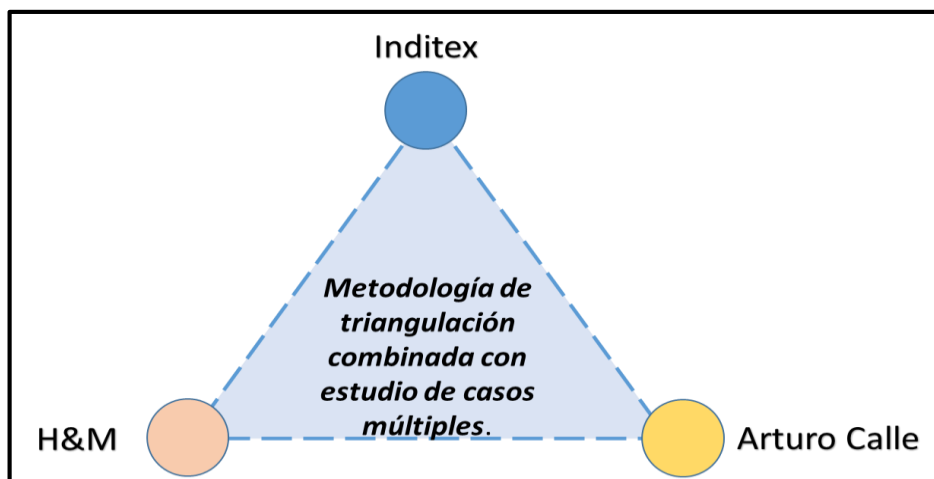 Inditex
Metodología de
triangulación
combinada con
estudio de casos
múltiples.
H&M
Arturo Calle